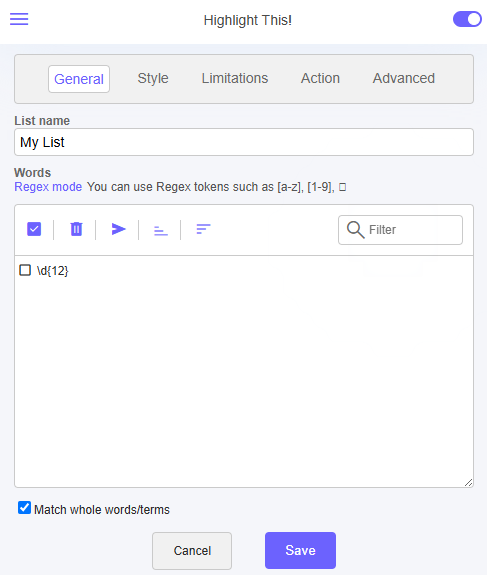 Highlight This!
General Style Limitations Action Advanced
List name
My List
Words
Regex mode You can use Regex tokens such as [a-z], [1-9], □
Filter
\d{12}
Match whole words/terms
Cancel Save